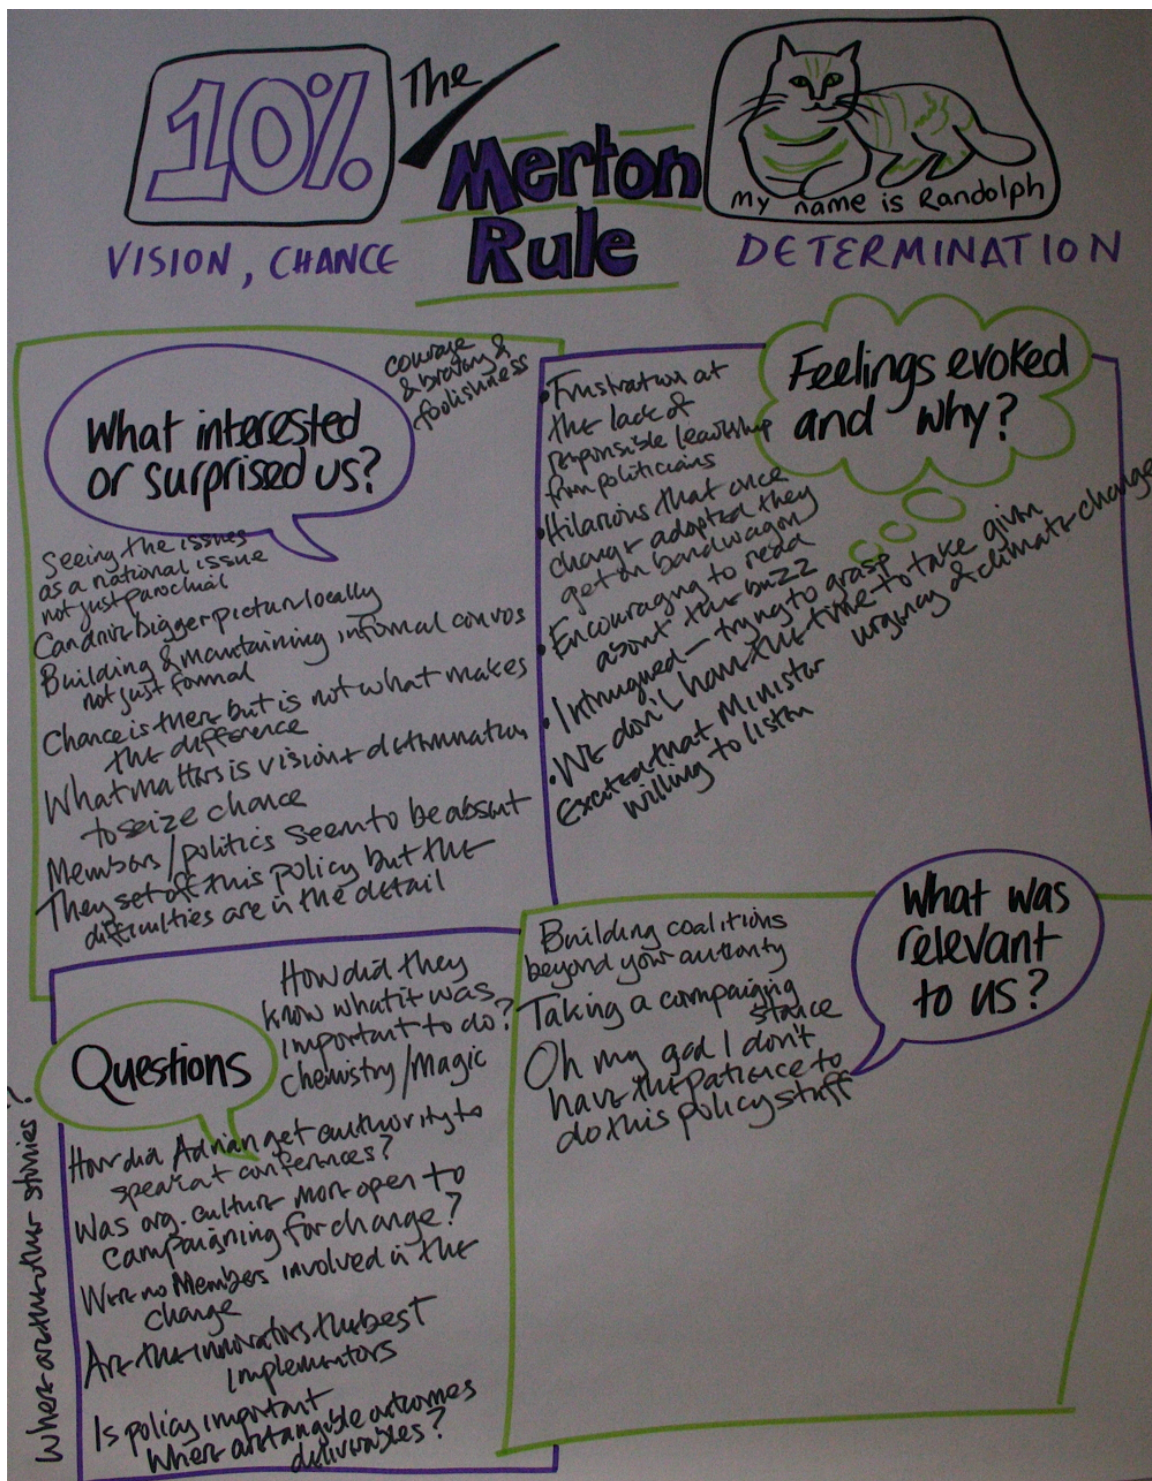 10%
The
Merton
Rule
My name is Randolph
VISION, CHANCE
DETERMINATION
What interested
or surprised us?
courage
& bravery &
foolishness
Seeing the issues
as a national issue
not just parochial
Can drive bigger picture locally
Building & maintaining informal convos
not just formal
Chance is there but is not what makes
the difference
What matters is vision + determination
to seize chance
Members/politics seem to be absent
They set off this policy but the
difficulties are in the detail
Feelings evoked
and why?
• Frustration at
the lack of
responsible leadership
from politicians
• Hilarious that once
change adopted they
get on bandwagon
• Encouraging to read
about the buzz
• Intrigued – trying to grasp
• We don't have the time to take given
urgency of climate change
Excited that Minister
willing to listen
Questions
How did they
know what it was
important to do?
Chemistry/Magic
How did Adrian get authority to
speak at conferences?
Was org. culture more open to
campaigning for change?
Were no Members involved in the
change
Are the innovators the best
implementors
Is policy important
Where are tangible outcomes
deliverables?
Where are the other stories?
What was
relevant
to us?
Building coalitions
beyond your authority
Taking a campaigning
stance
Oh my god I don't
have the patience to
do this policy stuff